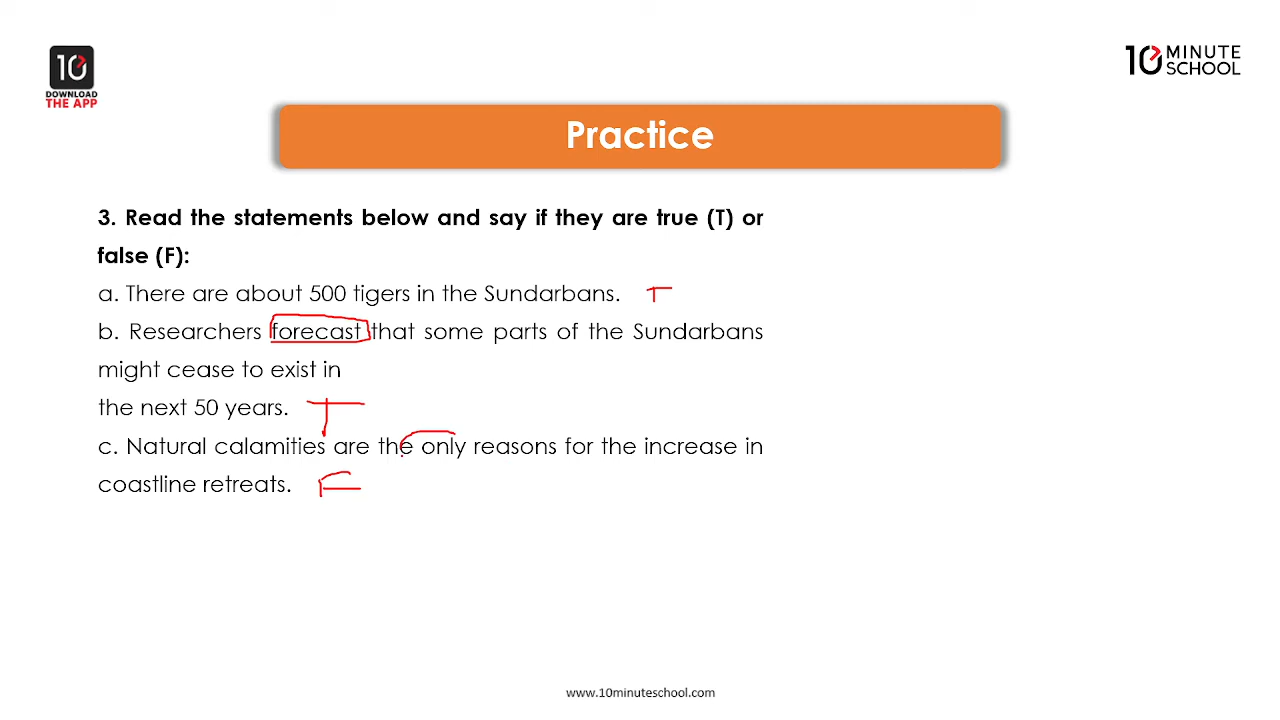 10
DOWNLOAD
THE APP
10 MINUTE
SCHOOL
Practice
3. Read the statements below and say if they are true (T) or
false (F):
a. There are about 500 tigers in the Sundarbans. T
b. Researchers forecast that some parts of the Sundarbans
might cease to exist in
the next 50 years. T
c. Natural calamities are the only reasons for the increase in
coastline retreats. F
www.10minuteschool.com